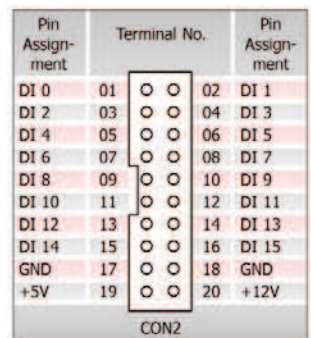 Pin Assign-ment Terminal No. Pin Assign-ment
DI 0 01 02 DI 1
DI 2 03 04 DI 3
DI 4 05 06 DI 5
DI 6 07 08 DI 7
DI 8 09 10 DI 9
DI 10 11 12 DI 11
DI 12 13 14 DI 13
DI 14 15 16 DI 15
GND 17 18 GND
+5V 19 20 +12V
CON2